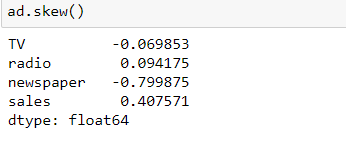 ad.skew()
TV -0.069853
radio 0.094175
newspaper -0.799875
sales 0.407571
dtype: float64